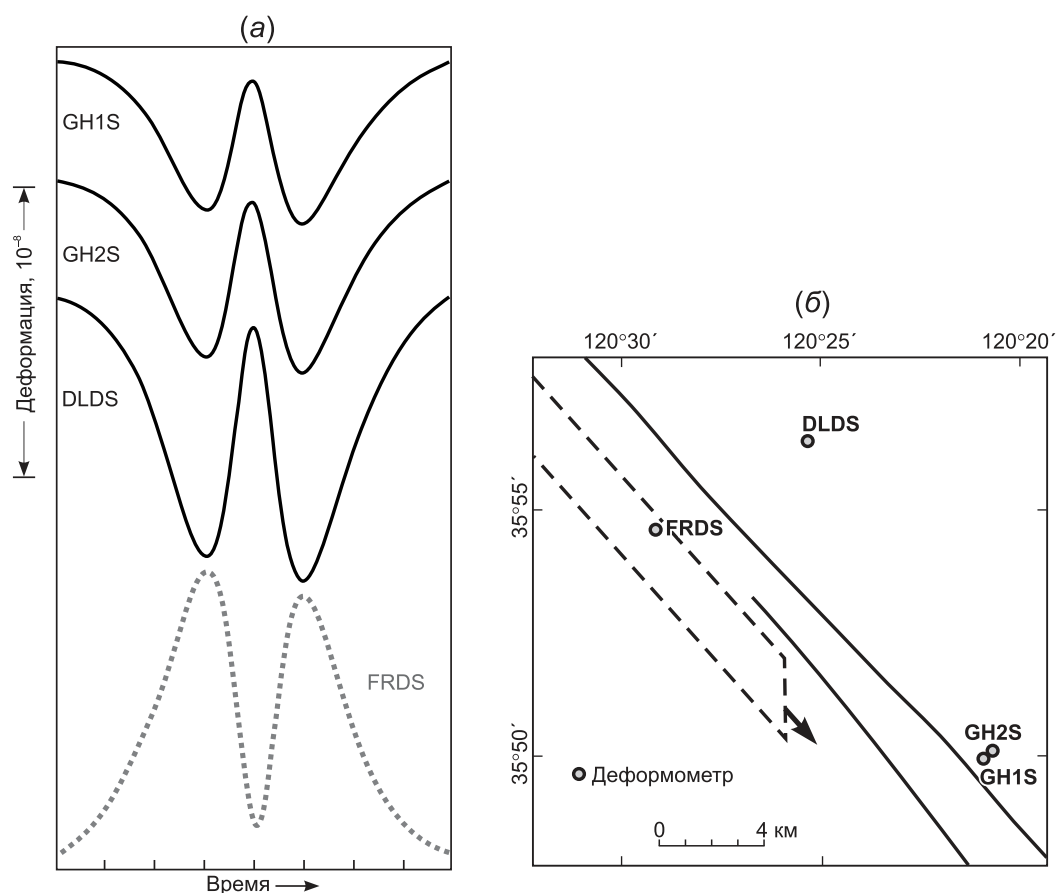 (а)
GH1S
GH2S
DLDS
FRDS
Деформация, 10⁻⁸
Время
(б)
120°30´ 120°25´ 120°20´
DLDS
35°55´
FRDS
GH2S
35°50´
GH1S
Деформометр
0 4 км